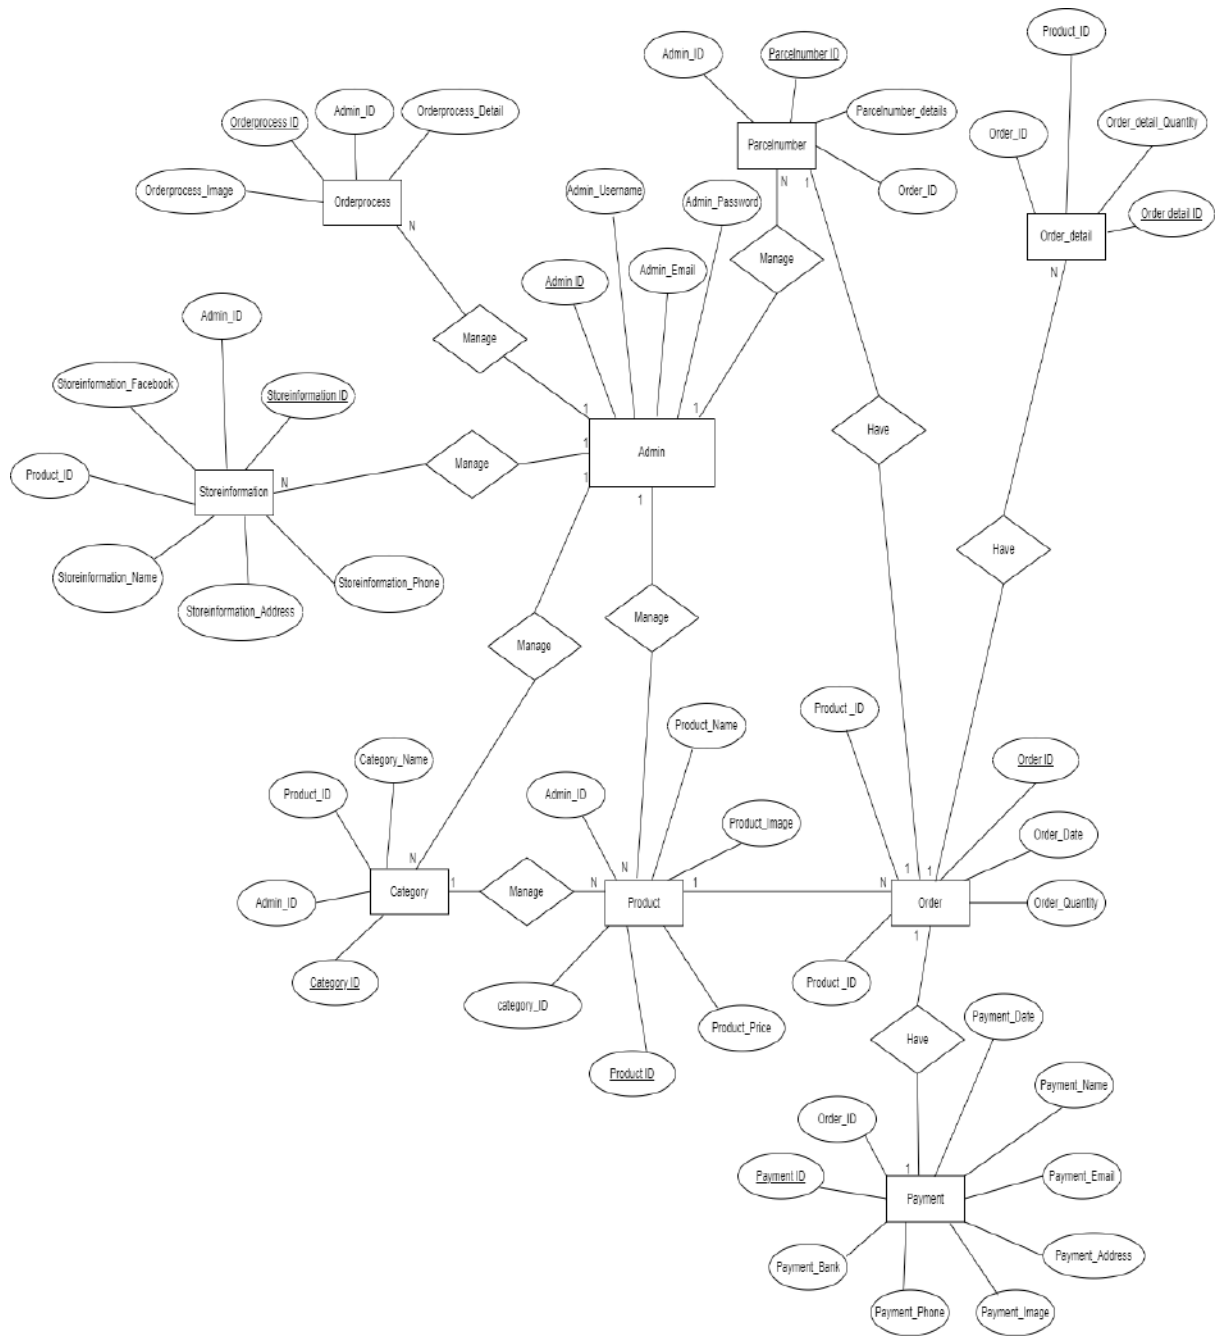 Product_ID
Admin_ID
Parcelnumber ID
Orderprocess ID
Admin_ID
Orderprocess_Detail
Parcelnumber_details
Order_ID
Order_detail_Quantity
Parcelnumber
Orderprocess_Image
Orderprocess
Admin_Username
Admin_Password
N
1
Order_ID
Order detail ID
N
Order_detail
Manage
Admin_Email
Admin ID
N
Admin_ID
Manage
Storeinformation_Facebook
Storeinformation ID
1
1
Have
1
Admin
Manage
Product_ID
N
1
1
Storeinformation
Have
Storeinformation_Name
Storeinformation_Phone
Storeinformation_Address
Manage
Manage
Product _ID
Product_Name
Category_Name
Order ID
Product_ID
Admin_ID
Product_Image
Order_Date
N
N
1
1
Category
1
Manage
N
Product
1
N
Order
Admin_ID
Order_Quantity
1
Category ID
Product _ID
category_ID
Product_Price
Payment_Date
Have
Product ID
Payment_Name
Order_ID
1
Payment ID
Payment_Email
Payment
Payment_Bank
Payment_Address
Payment_Phone
Payment_Image